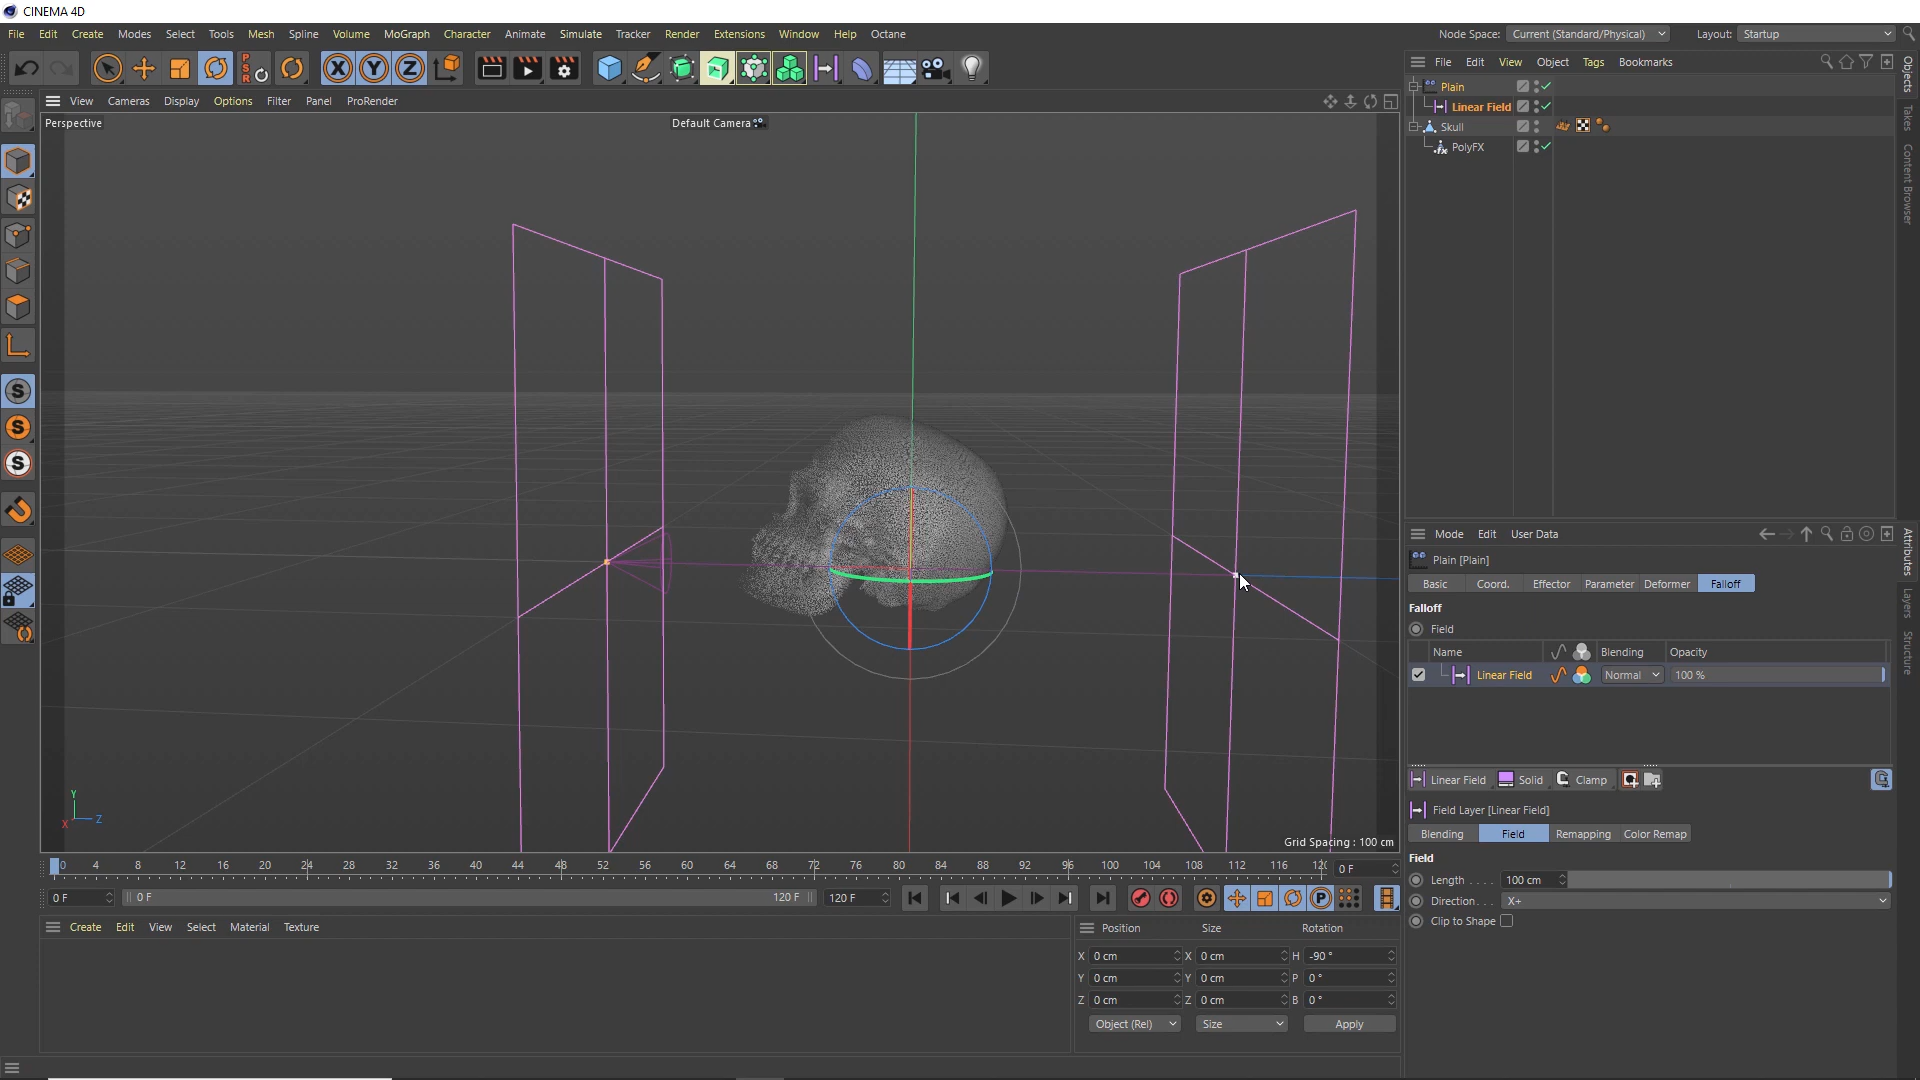 CINEMA 4D
File Edit Create Modes Select Tools Mesh Spline Volume MoGraph Character Animate Simulate Tracker Render Extensions Window Help Octane
Node Space: Current (Standard/Physical) Layout: Startup
X Y Z
PSR
View Cameras Display Options Filter Panel ProRender
Perspective
Default Camera
Grid Spacing : 100 cm
Y
X Z
S
S
S
File Edit View Object Tags Bookmarks
Plain
Linear Field
Skull
PolyFX
Objects
Takes
Content Browser
Mode Edit User Data
Plain [Plain]
Basic Coord. Effector Parameter Deformer Falloff
Falloff
Field
Name Blending Opacity
Linear Field Normal 100 %
Linear Field Solid Clamp
Field Layer [Linear Field]
Blending Field Remapping Color Remap
Field
Length . . . . 100 cm
Direction. . . X+
Clip to Shape
Attributes
Layers
Structure
0 4 8 12 16 20 24 28 32 36 40 44 48 52 56 60 64 68 72 76 80 84 88 92 96 100 104 108 112 116 0 F
0 F 0 F 120 F 120 F
P
Create Edit View Select Material Texture
Position Size Rotation
X 0 cm X 0 cm H -90 °
Y 0 cm Y 0 cm P 0 °
Z 0 cm Z 0 cm B 0 °
Object (Rel) Size Apply